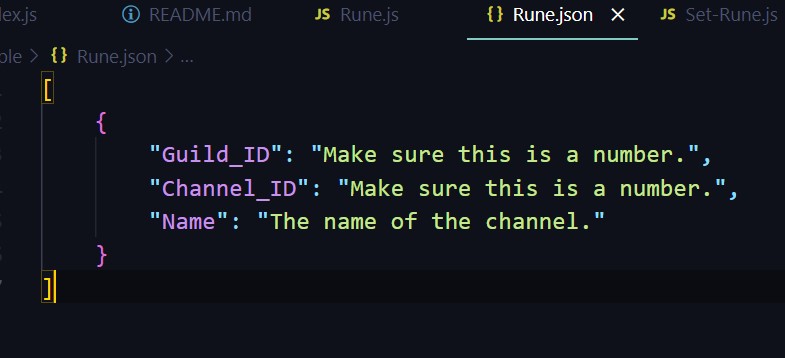 ex.js README.md JS Rune.js {} Rune.json × JS Set-Rune.js
ple > {} Rune.json > ...
[
{
"Guild_ID": "Make sure this is a number.",
"Channel_ID": "Make sure this is a number.",
"Name": "The name of the channel."
}
]